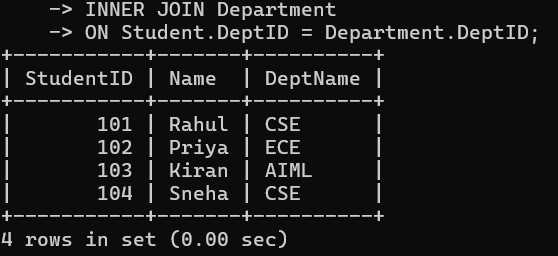 -> INNER JOIN Department
    -> ON Student.DeptID = Department.DeptID;
+-----------+-------+----------+
| StudentID | Name  | DeptName |
+-----------+-------+----------+
|       101 | Rahul | CSE      |
|       102 | Priya | ECE      |
|       103 | Kiran | AIML     |
|       104 | Sneha | CSE      |
+-----------+-------+----------+
4 rows in set (0.00 sec)